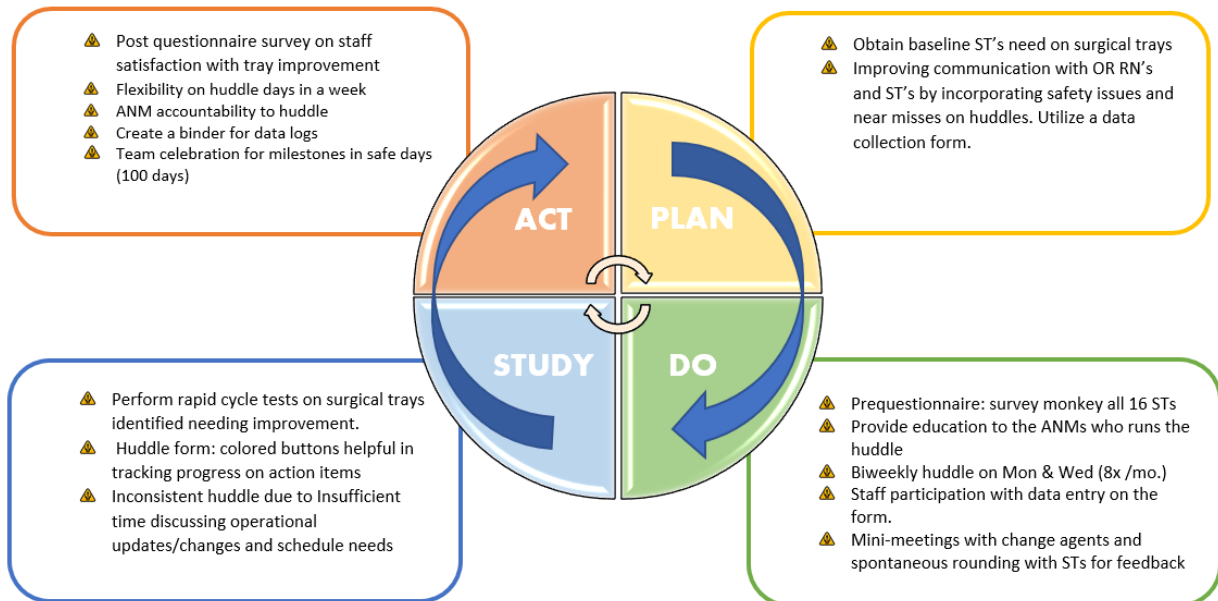 Post questionnaire survey on staff
satisfaction with tray improvement
Flexibility on huddle days in a week
ANM accountability to huddle
Create a binder for data logs
Team celebration for milestones in safe days
(100 days)
Obtain baseline ST’s need on surgical trays
Improving communication with OR RN’s
and ST’s by incorporating safety issues and
near misses on huddles. Utilize a data
collection form.
ACT
PLAN
STUDY
DO
Perform rapid cycle tests on surgical trays
identified needing improvement.
Huddle form: colored buttons helpful in
tracking progress on action items
Inconsistent huddle due to Insufficient
time discussing operational
updates/changes and schedule needs
Prequestionnaire: survey monkey all 16 STs
Provide education to the ANMs who runs the
huddle
Biweekly huddle on Mon & Wed (8x /mo.)
Staff participation with data entry on the
form.
Mini-meetings with change agents and
spontaneous rounding with STs for feedback